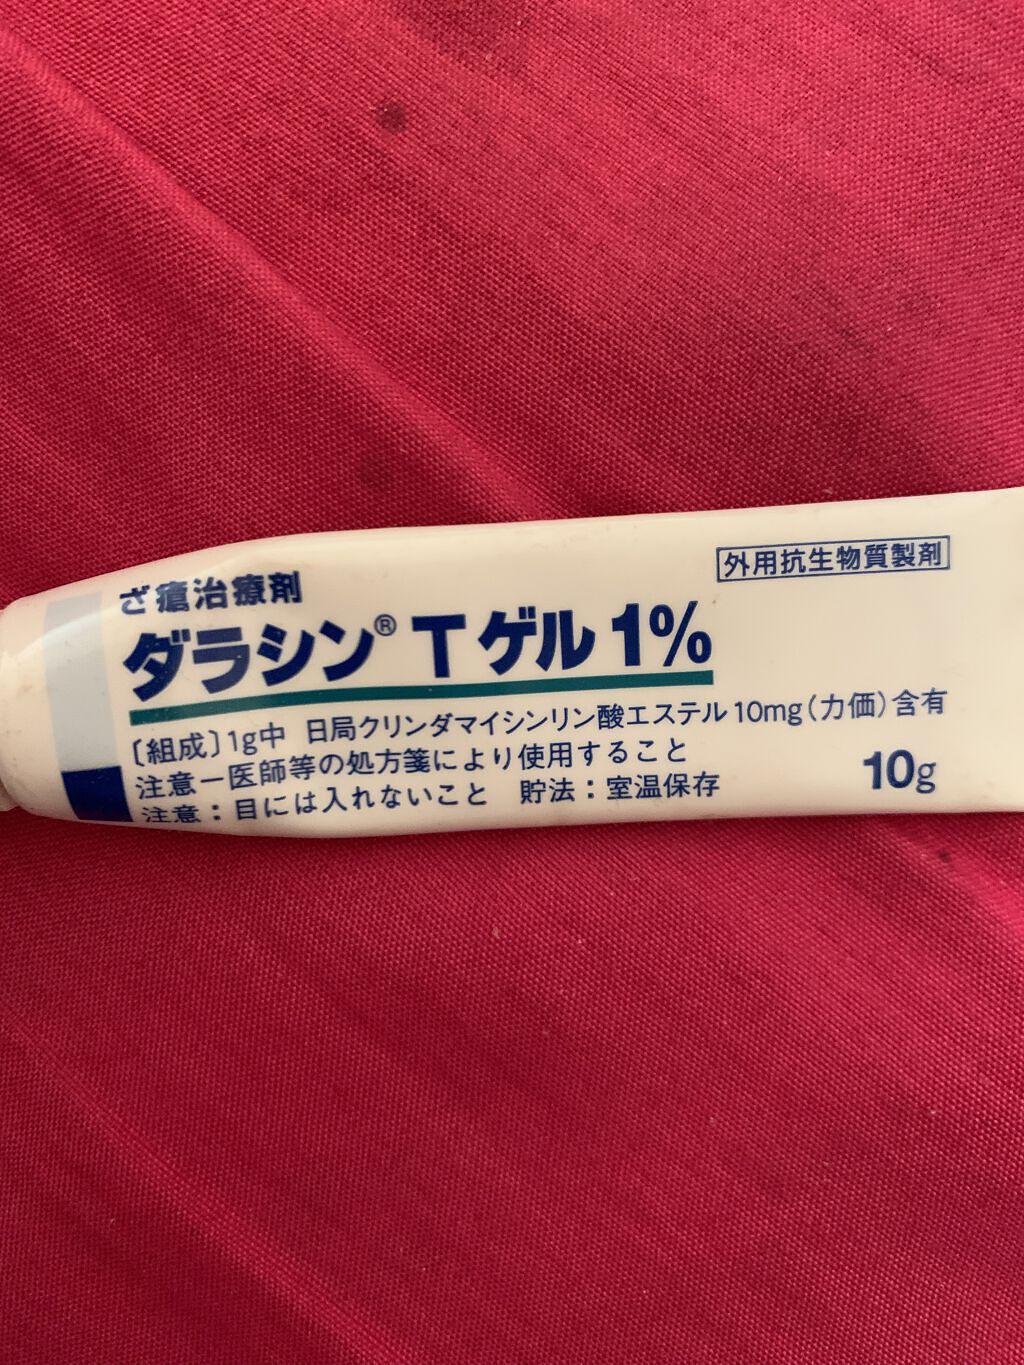 外用抗生物質製剤
ざ瘡治療剤
ダラシン® Tゲル1%
〔組成〕1g中 日局クリンダマイシンリン酸エステル10mg(力価)含有
注意－医師等の処方箋により使用すること
注意：目には入れないこと 貯法：室温保存
10g